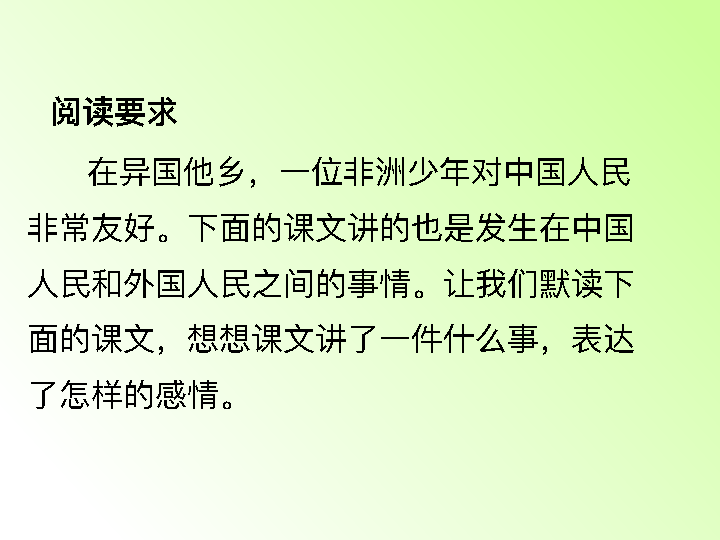 阅读要求
在异国他乡，一位非洲少年对中国人民
非常友好。下面的课文讲的也是发生在中国
人民和外国人民之间的事情。让我们默读下
面的课文，想想课文讲了一件什么事，表达
了怎样的感情。